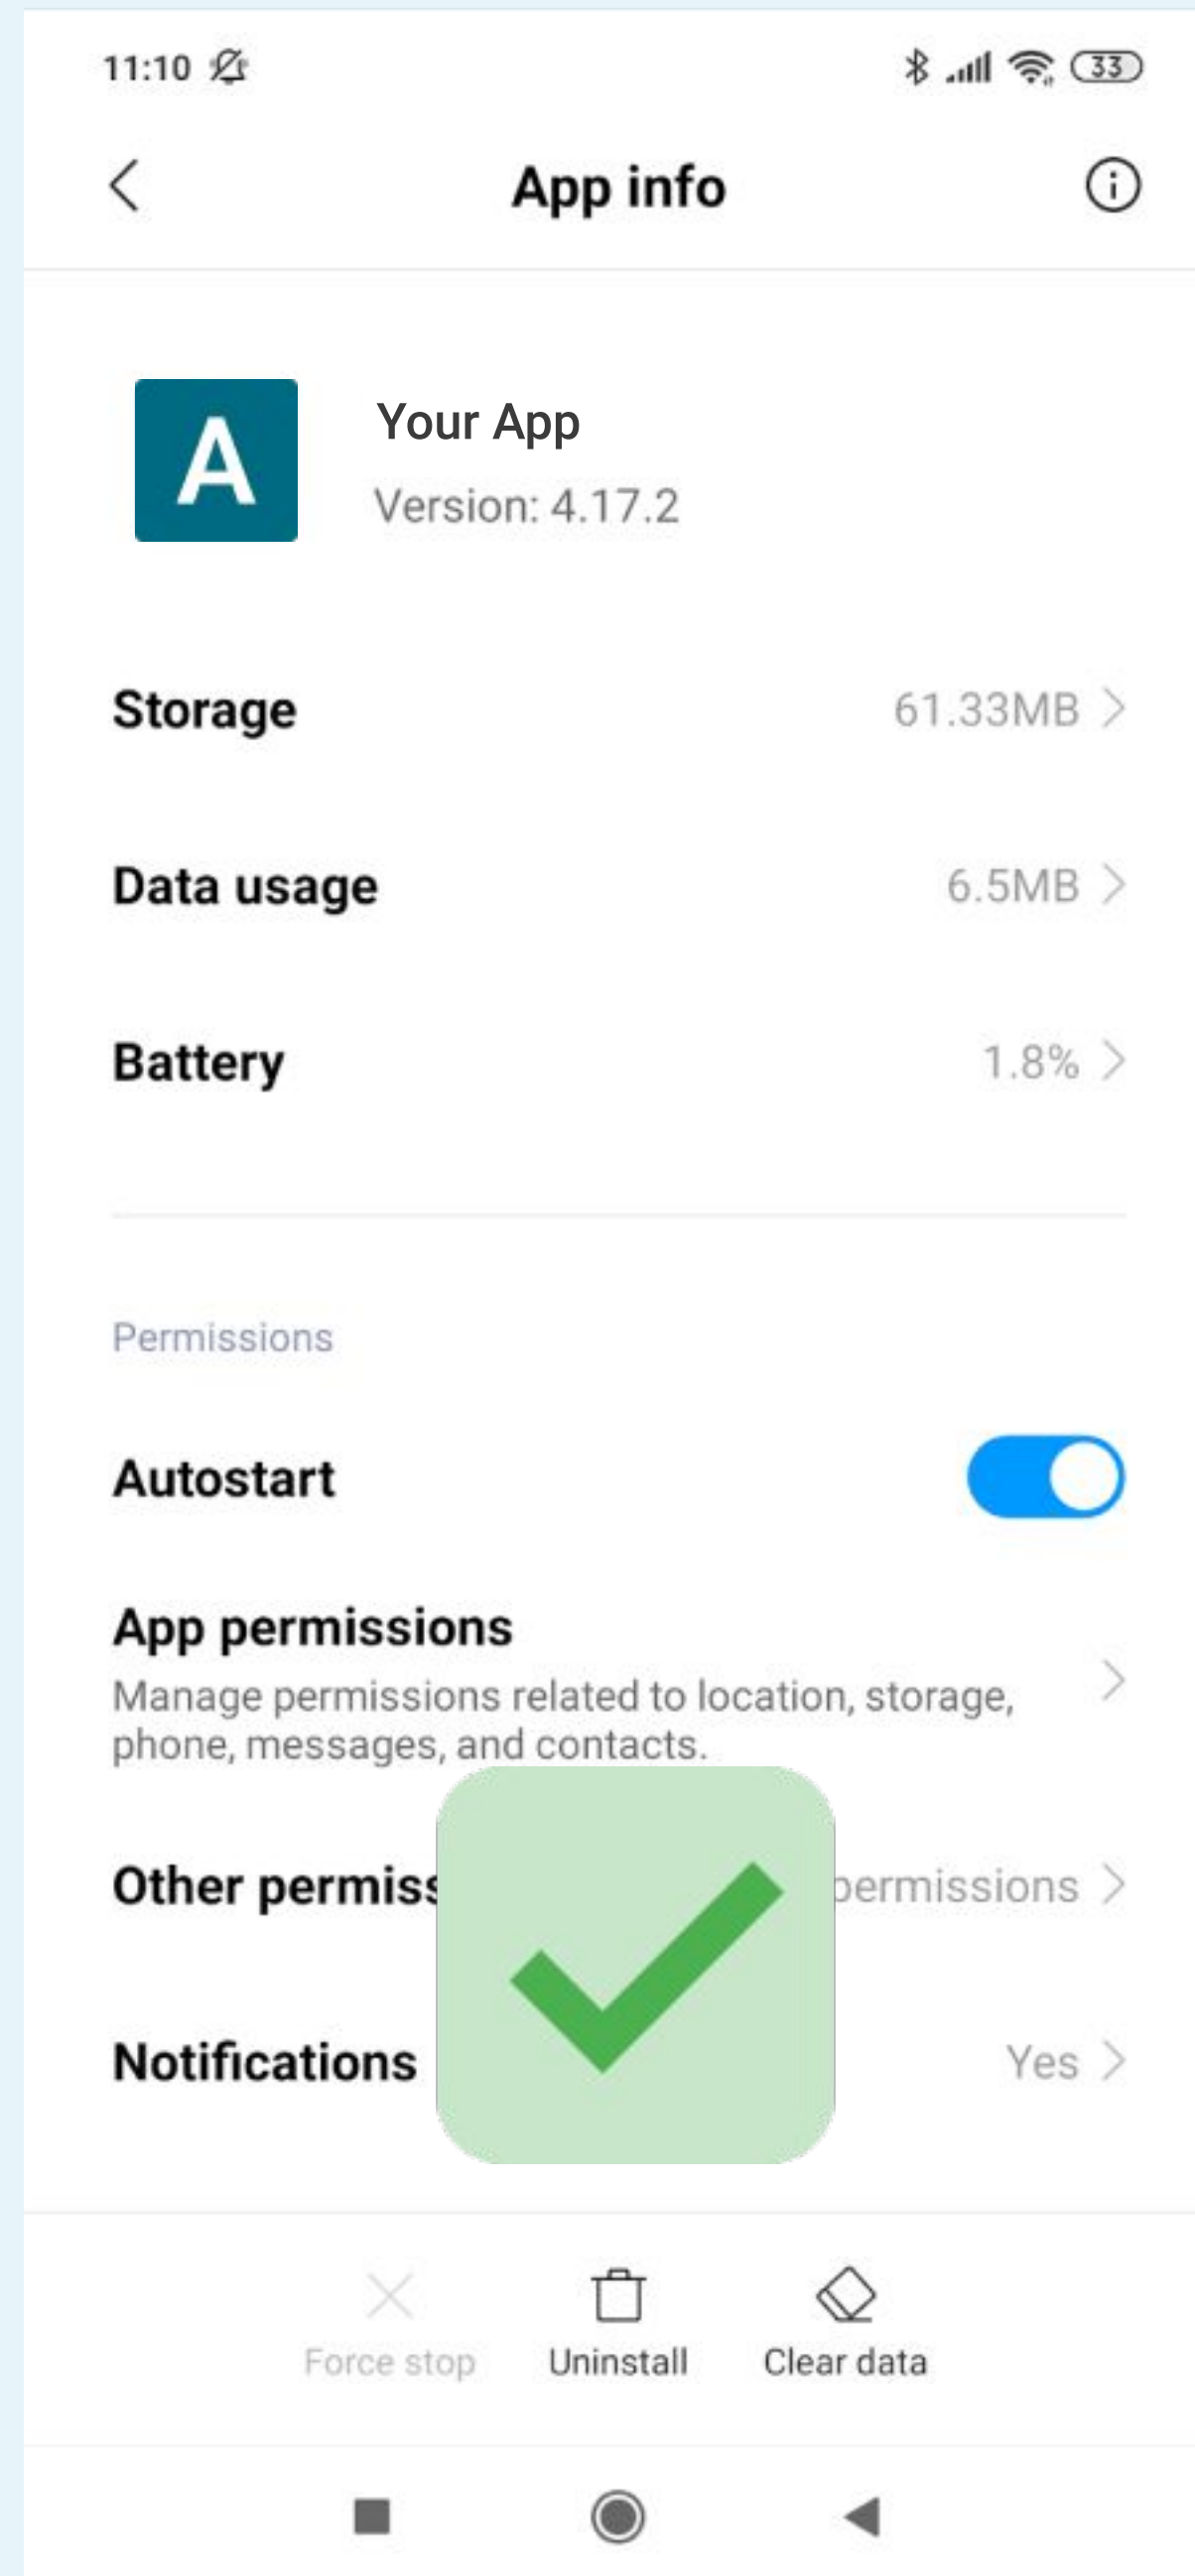 11:10
33
App info
A
Your App
Version: 4.17.2
Storage 61.33MB
Data usage 6.5MB
Battery 1.8%
Permissions
Autostart
App permissions
Manage permissions related to location, storage,
phone, messages, and contacts.
Other permissions
Notifications Yes
Force stop Uninstall Clear data